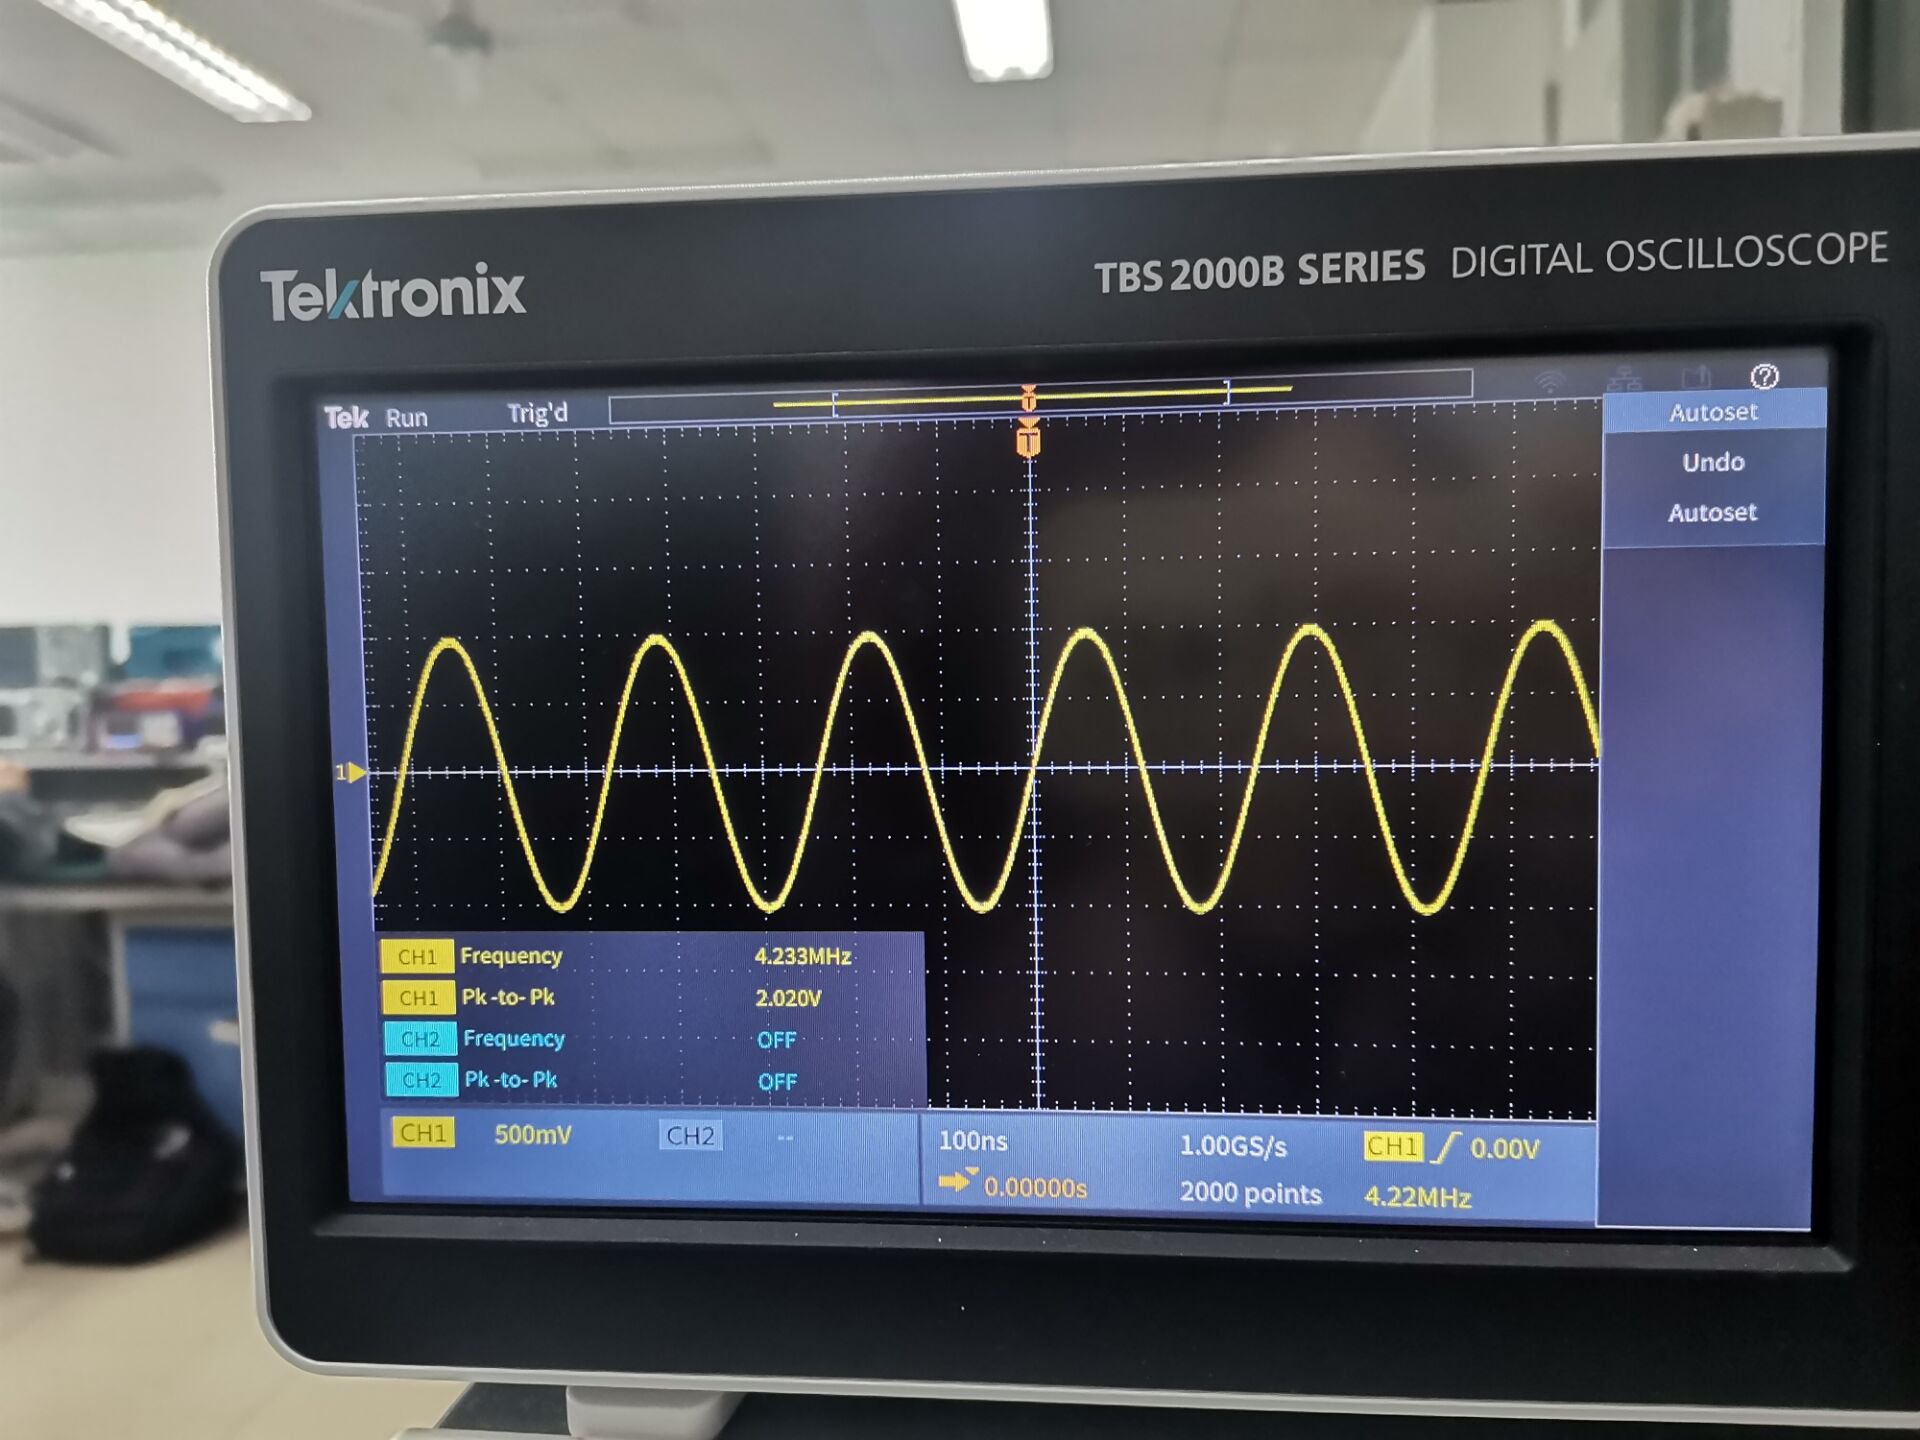 Tektronix
TBS 2000B SERIES DIGITAL OSCILLOSCOPE
Tek Run Trig'd
T
T
?
Autoset
Undo
Autoset
1
CH1 Frequency 4.233MHz
CH1 Pk-to-Pk 2.020V
CH2 Frequency OFF
CH2 Pk-to-Pk OFF
CH1 500mV CH2 -- 100ns 1.00GS/s CH1 0.00V
0.00000s 2000 points 4.22MHz